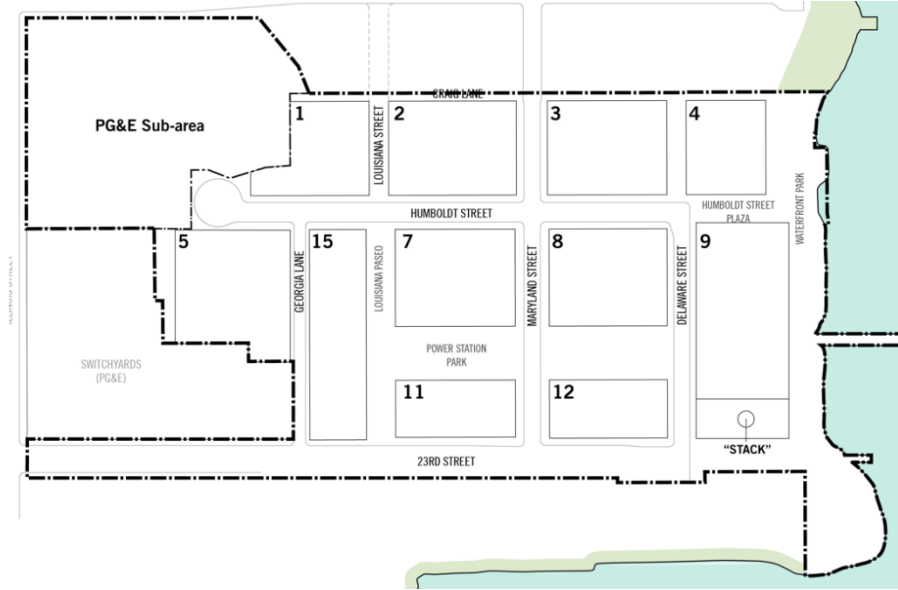 CRAIG LANE
PG&E Sub-area
1
LOUISIANA STREET
2
3
4
HUMBOLDT STREET
HUMBOLDT STREET
PLAZA
WATERFRONT PARK
5
GEORGIA LANE
15
LOUISIANA PASEO
7
MARYLAND STREET
8
DELAWARE STREET
9
SWITCHYARDS
(PG&E)
POWER STATION
PARK
11
12
"STACK"
23RD STREET